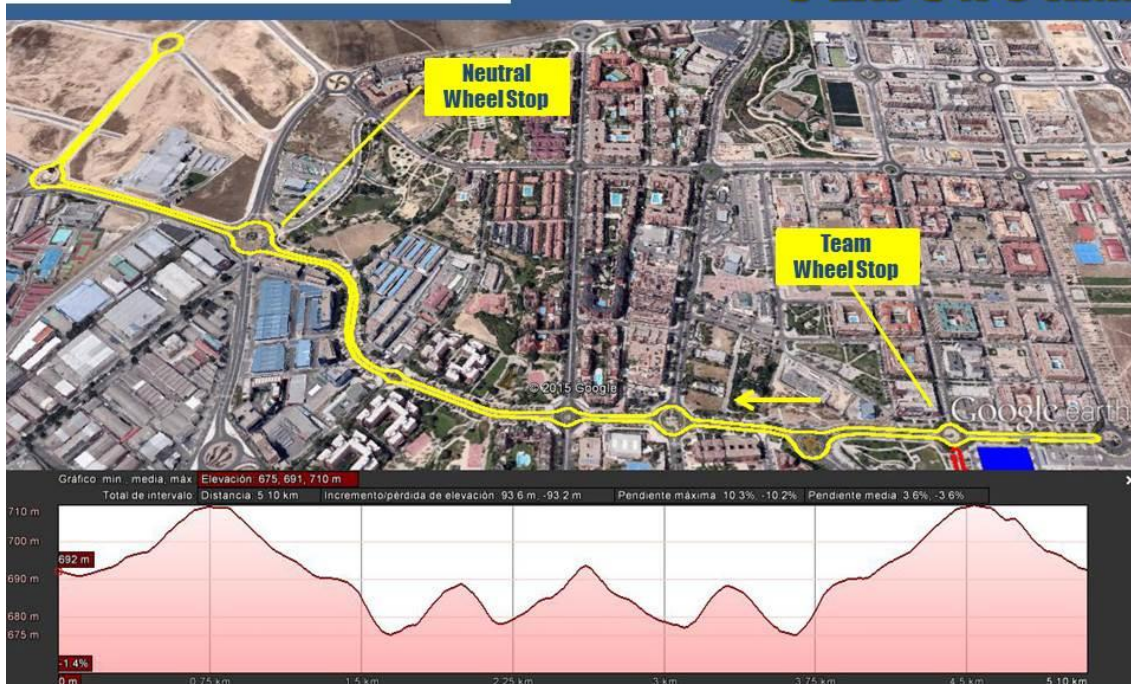 Neutral
Wheel Stop
Team
Wheel Stop
© 2015 Google
Google earth
Gráfico: min., media, máx Elevación: 675, 691, 710 m
Total de intervalo: Distancia: 5.10 km Incremento/pérdida de elevación: 93.6 m, -93.2 m Pendiente máxima: 10.3%, -10.2% Pendiente media: 3.6%, -3.6%
710 m
700 m
692 m
690 m
680 m
675 m
-1.4%
0 m 0.75 km 1.5 km 2.25 km 3 km 3.75 km 4.5 km 5.10 km